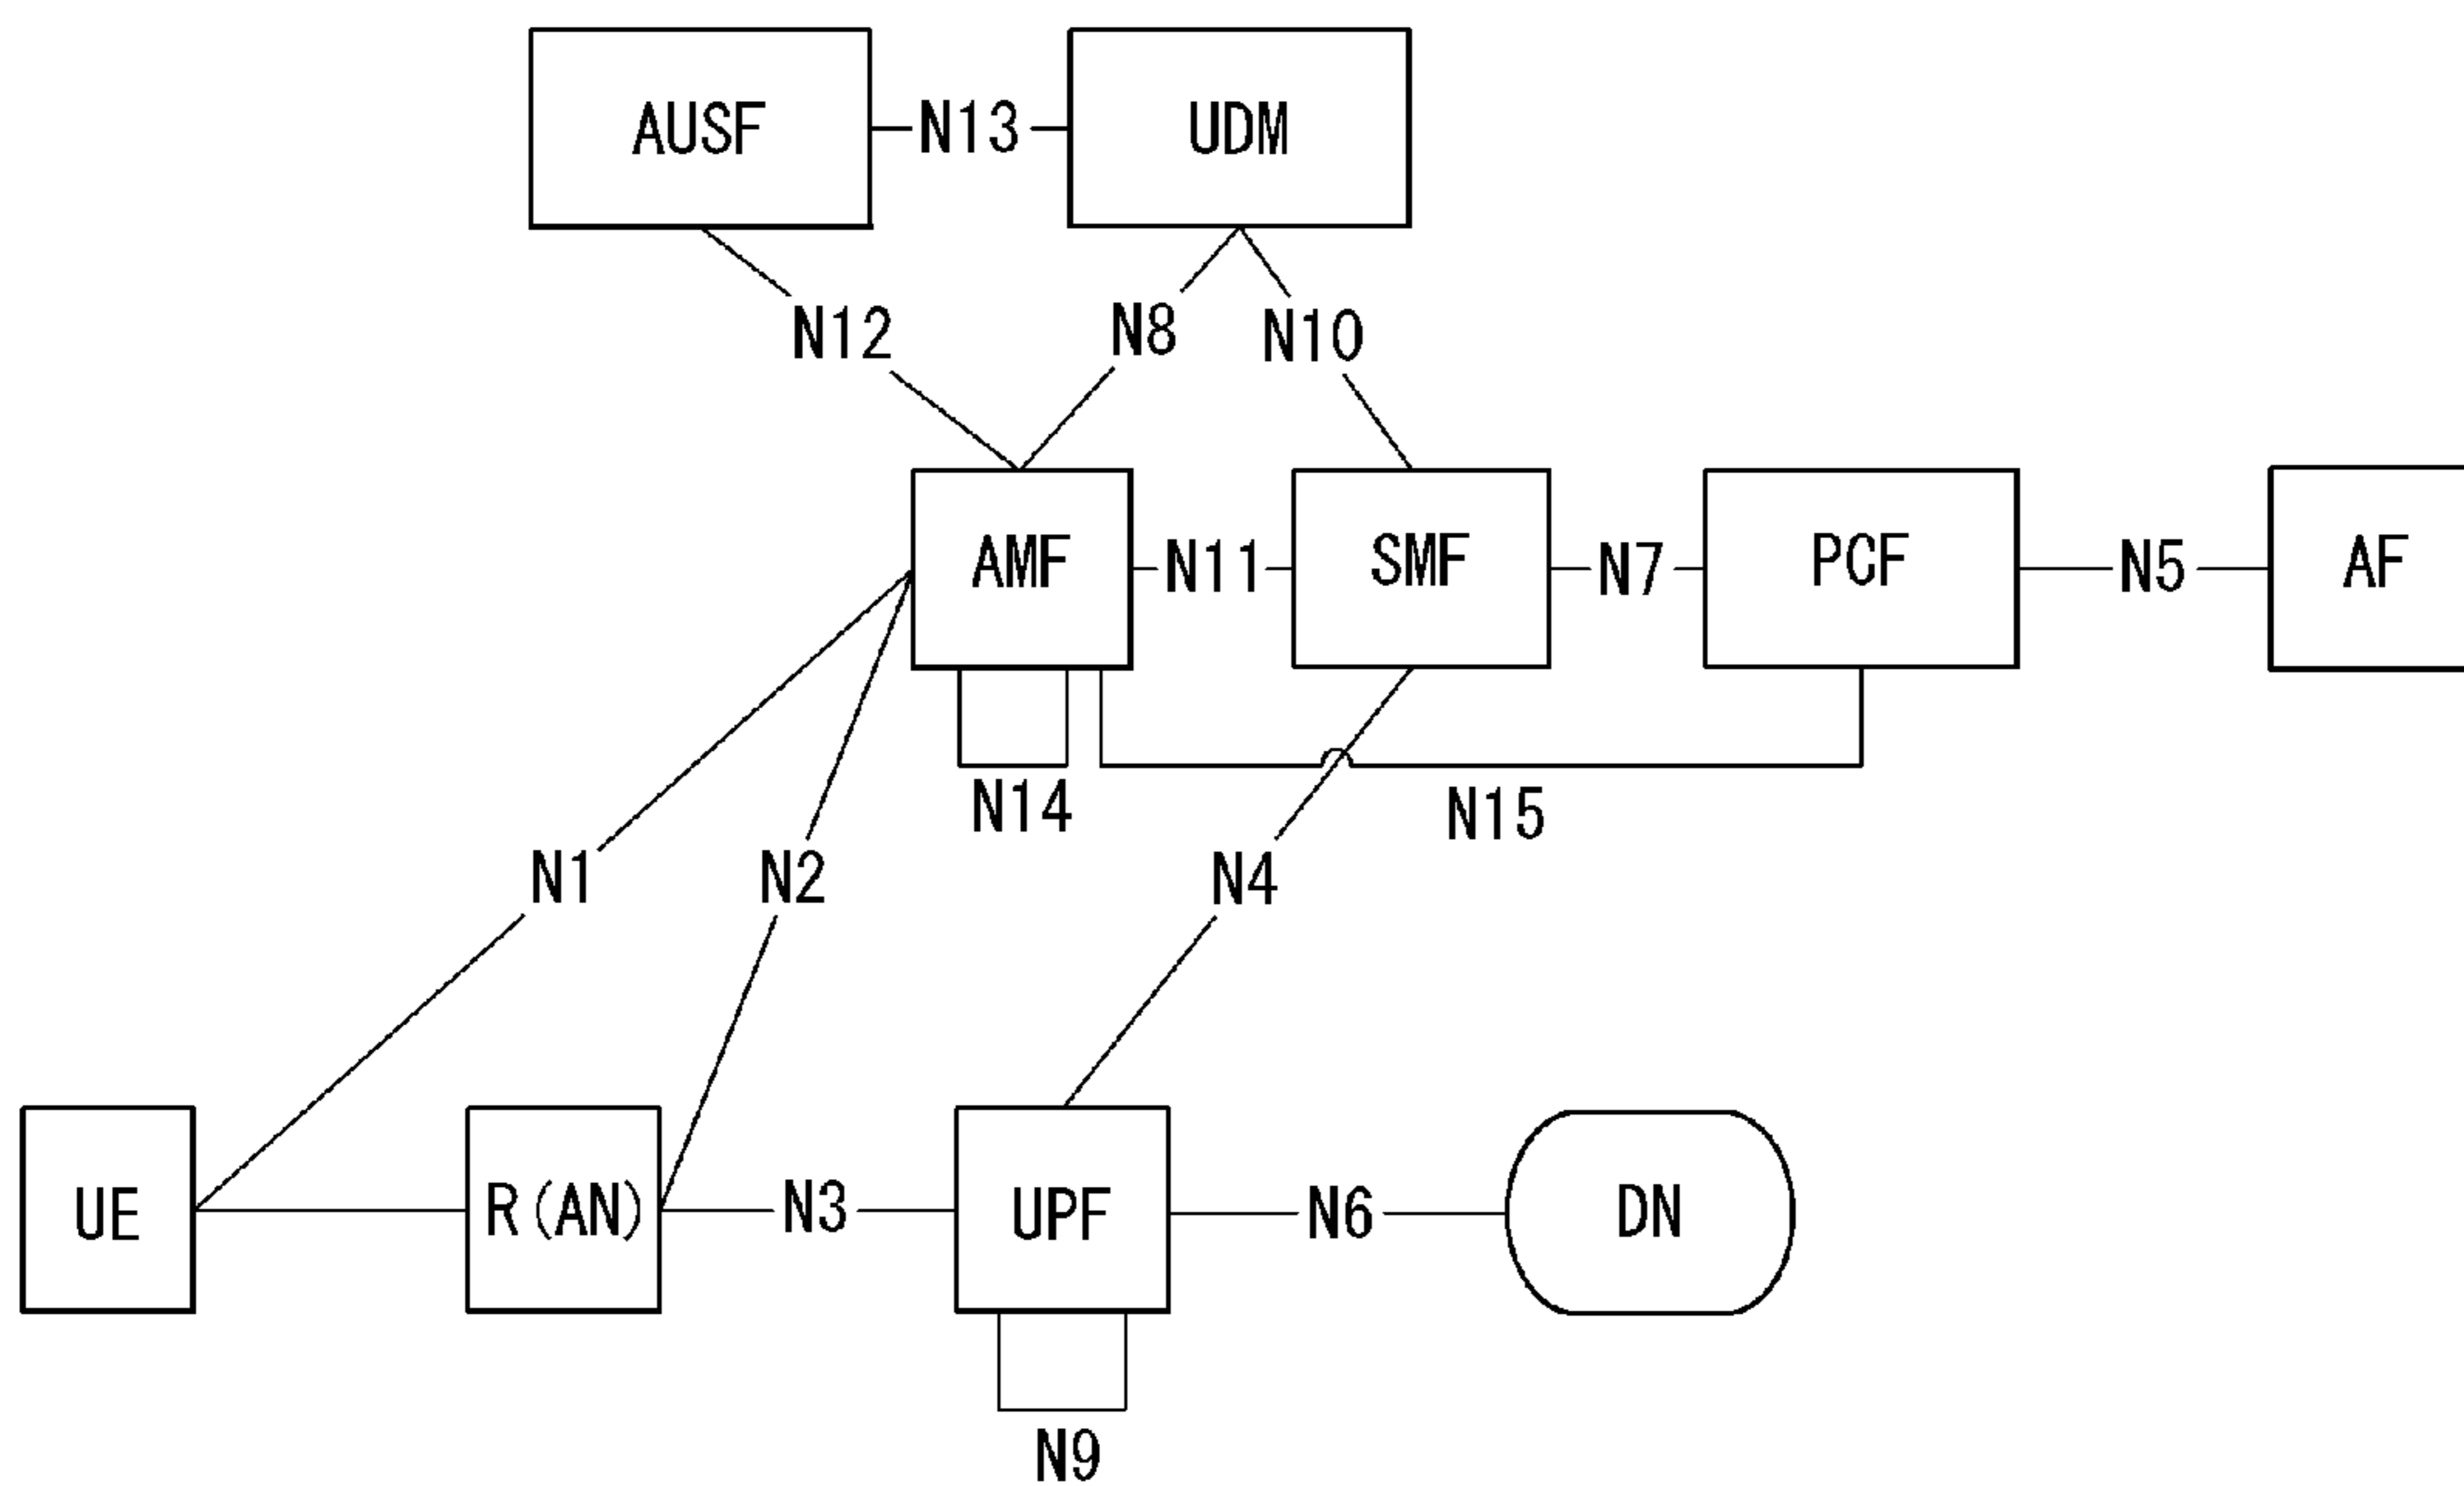 AUSF
N13
UDM
N12
N8
N10
AMF
N11
SMF
N7
PCF
N5
AF
N14
N15
N1
N2
N4
UE
R(AN)
N3
UPF
N6
DN
N9